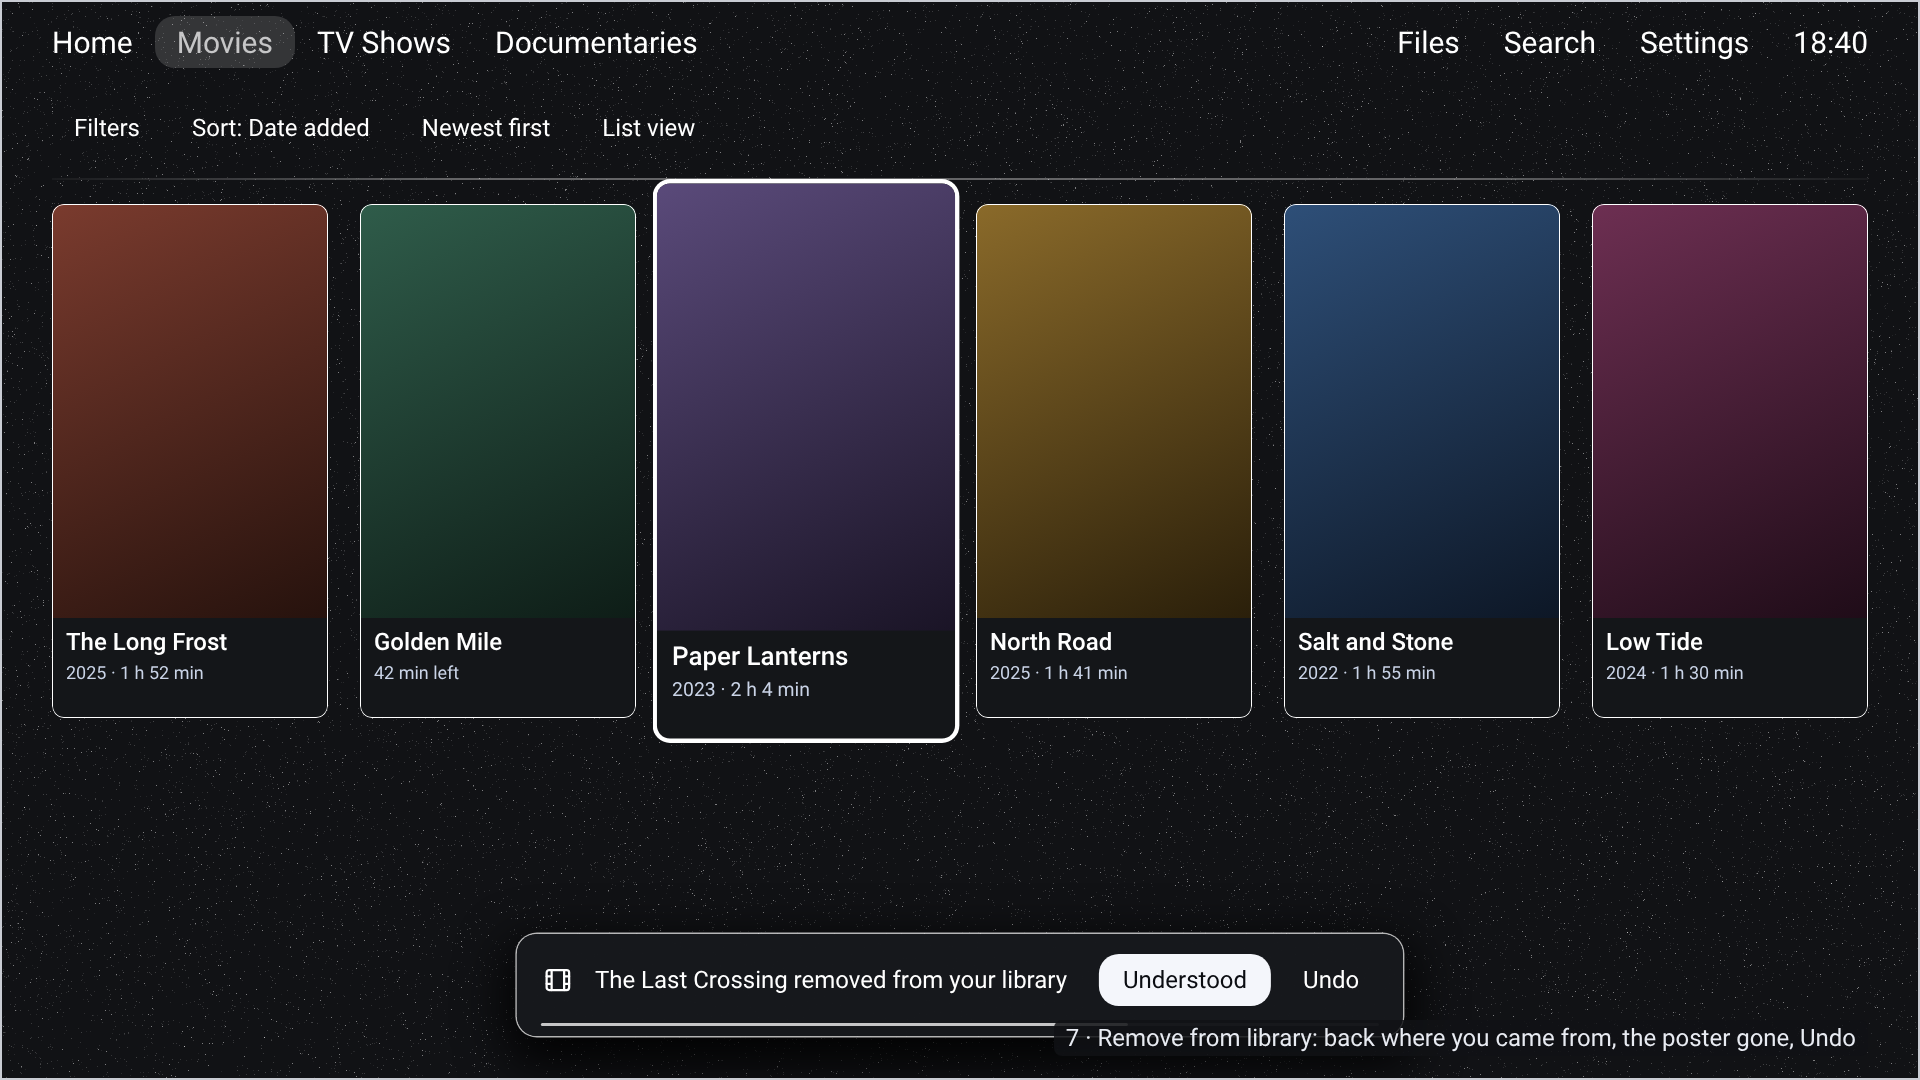 Home Movies TV Shows Documentaries Files Search Settings 18:40
Filters Sort: Date added Newest first List view
The Long Frost
2025 · 1 h 52 min
Golden Mile
42 min left
Paper Lanterns
2023 · 2 h 4 min
North Road
2025 · 1 h 41 min
Salt and Stone
2022 · 1 h 55 min
Low Tide
2024 · 1 h 30 min
The Last Crossing removed from your library Understood Undo
7 · Remove from library: back where you came from, the poster gone, Undo